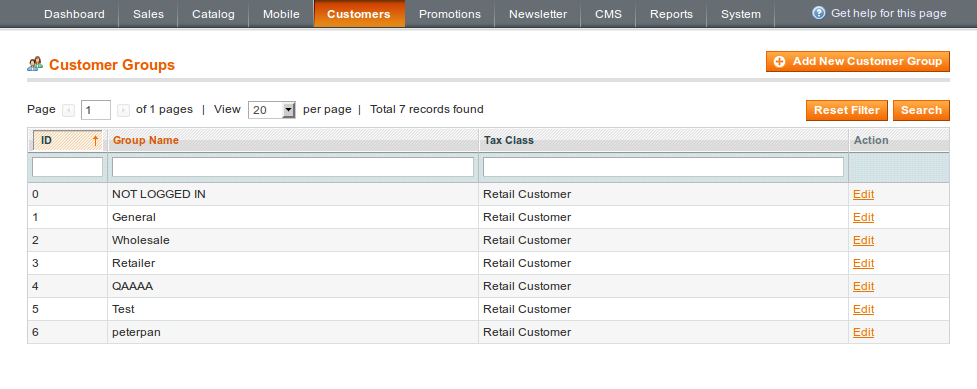 Dashboard Sales Catalog Mobile Customers Promotions Newsletter CMS Reports System Get help for this page
Customer Groups Add New Customer Group
Page 1 of 1 pages | View 20 per page | Total 7 records found Reset Filter Search
ID Group Name Tax Class Action
0 NOT LOGGED IN Retail Customer Edit
1 General Retail Customer Edit
2 Wholesale Retail Customer Edit
3 Retailer Retail Customer Edit
4 QAAAA Retail Customer Edit
5 Test Retail Customer Edit
6 peterpan Retail Customer Edit